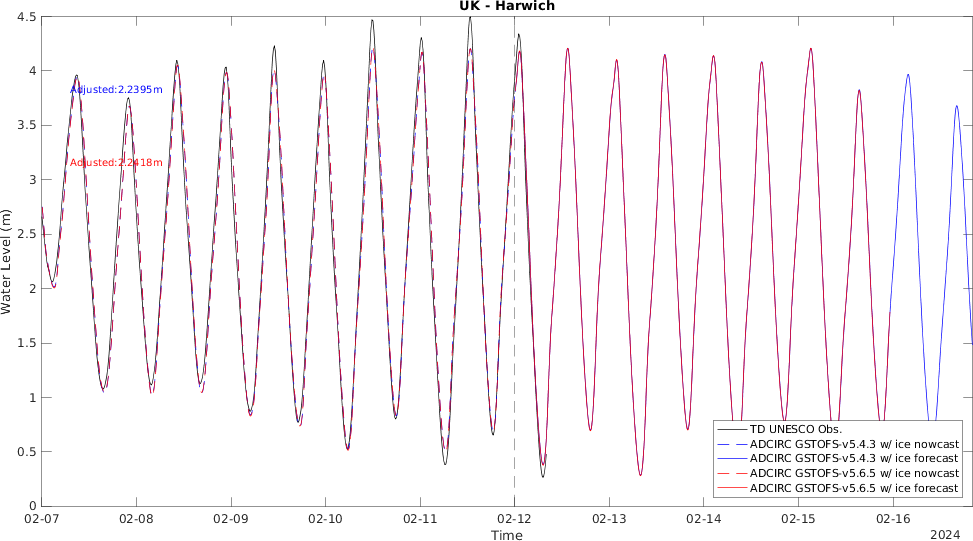 UK - Harwich
4.5
4
3.5
3
2.5
2
1.5
1
0.5
0
Water Level (m)
Adjusted:2.2395m
Adjusted:2.2418m
TD UNESCO Obs.
ADCIRC GSTOFS-v5.4.3 w/ ice nowcast
ADCIRC GSTOFS-v5.4.3 w/ ice forecast
ADCIRC GSTOFS-v5.6.5 w/ ice nowcast
ADCIRC GSTOFS-v5.6.5 w/ ice forecast
02-07 02-08 02-09 02-10 02-11 02-12 02-13 02-14 02-15 02-16
Time
2024